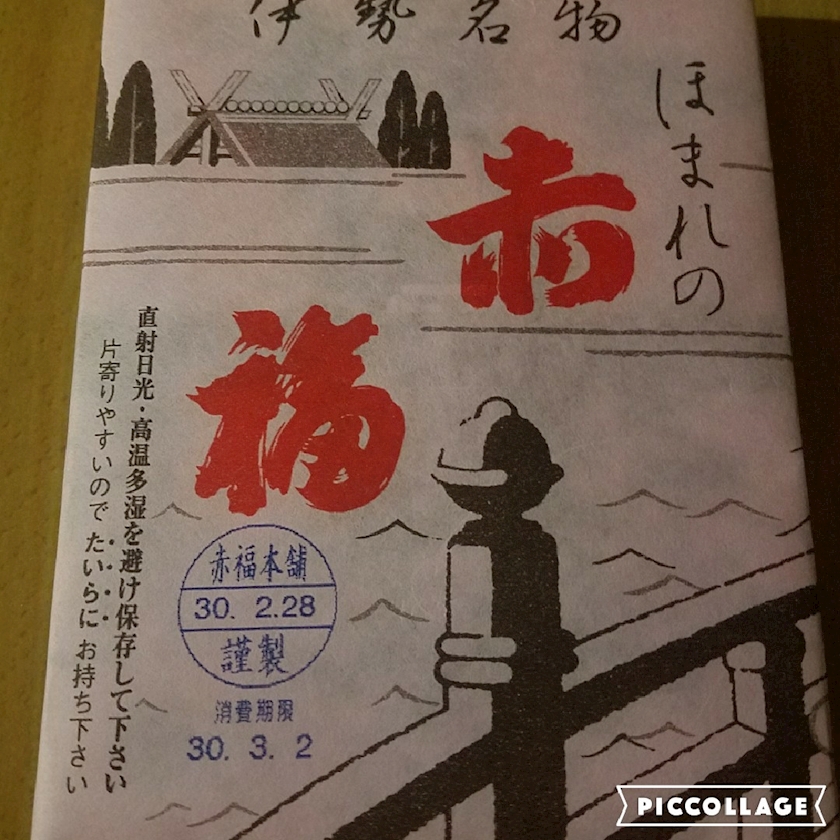 伊勢名物
ほまれの
赤福
直射日光・高温多湿を避け保存して下さい
片寄りやすいのでたいらにお持ち下さい
赤福本舗
30. 2.28
謹製
消費期限
30. 3. 2
PICCOLLAGE